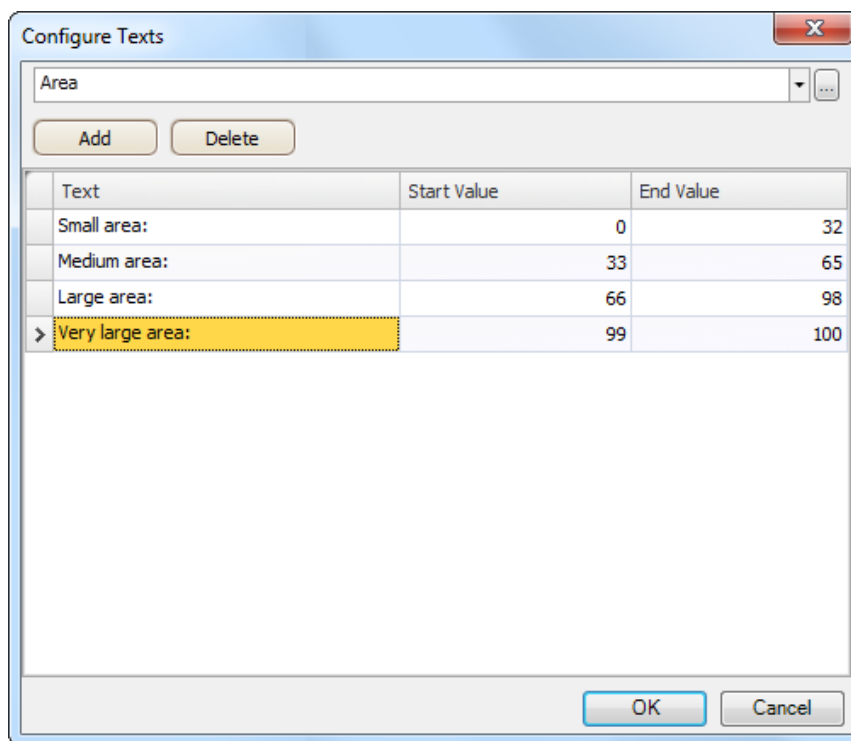 Configure Texts
Area
...
Add Delete
Text Start Value End Value
Small area: 0 32
Medium area: 33 65
Large area: 66 98
Very large area: 99 100
OK Cancel